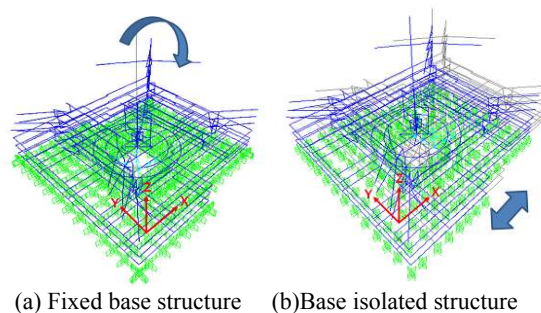 Z
Y X
Z
Y X
(a) Fixed base structure (b)Base isolated structure